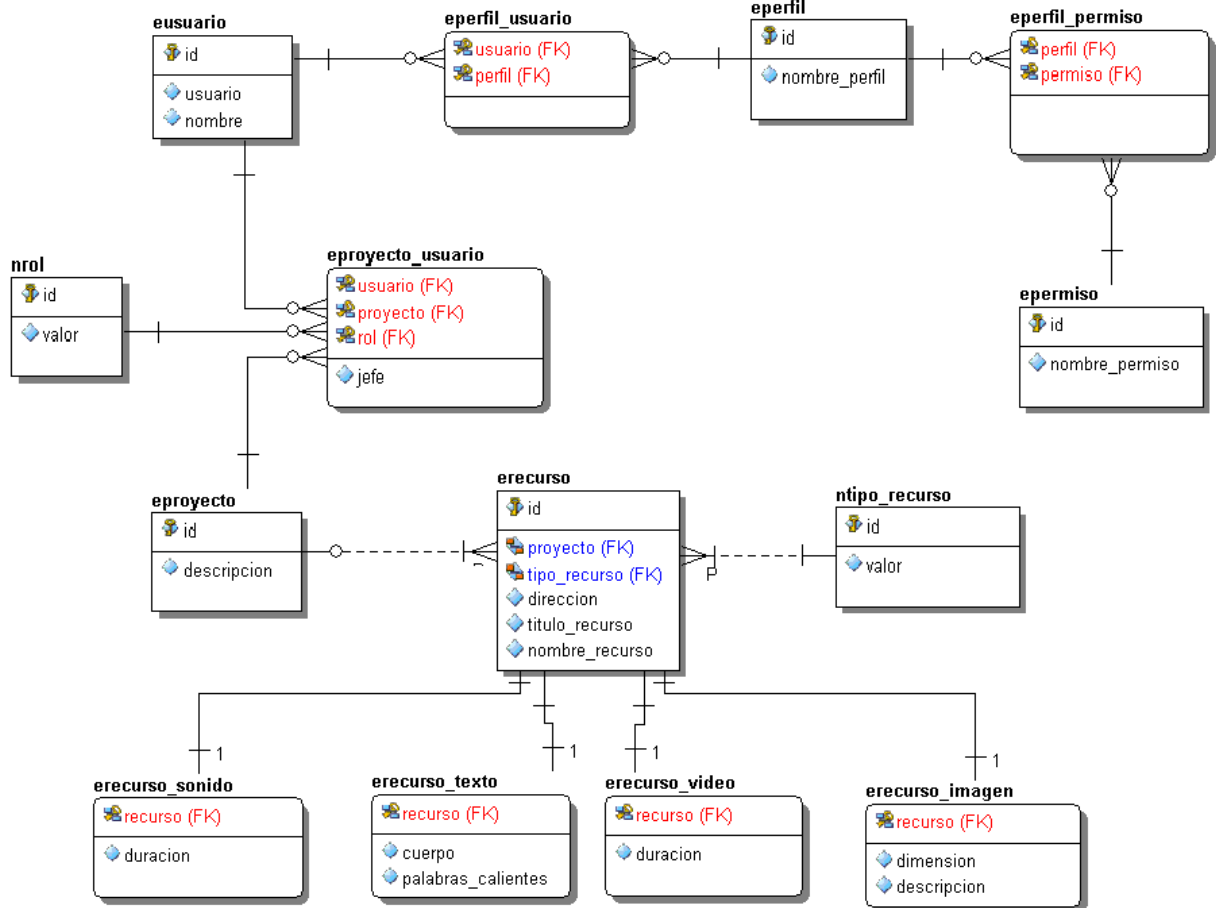 eusuario
id
usuario
nombre
eperfil_usuario
usuario (FK)
perfil (FK)
eperfil
id
nombre_perfil
eperfil_permiso
perfil (FK)
permiso (FK)
nrol
id
valor
eproyecto_usuario
usuario (FK)
proyecto (FK)
rol (FK)
jefe
epermiso
id
nombre_permiso
eproyecto
id
descripcion
erecurso
id
proyecto (FK)
tipo_recurso (FK)
direccion
titulo_recurso
nombre_recurso
P
ntipo_recurso
id
valor
1
1
1
1
erecurso_sonido
recurso (FK)
duracion
erecurso_texto
recurso (FK)
cuerpo
palabras_calientes
erecurso_video
recurso (FK)
duracion
erecurso_imagen
recurso (FK)
dimension
descripcion